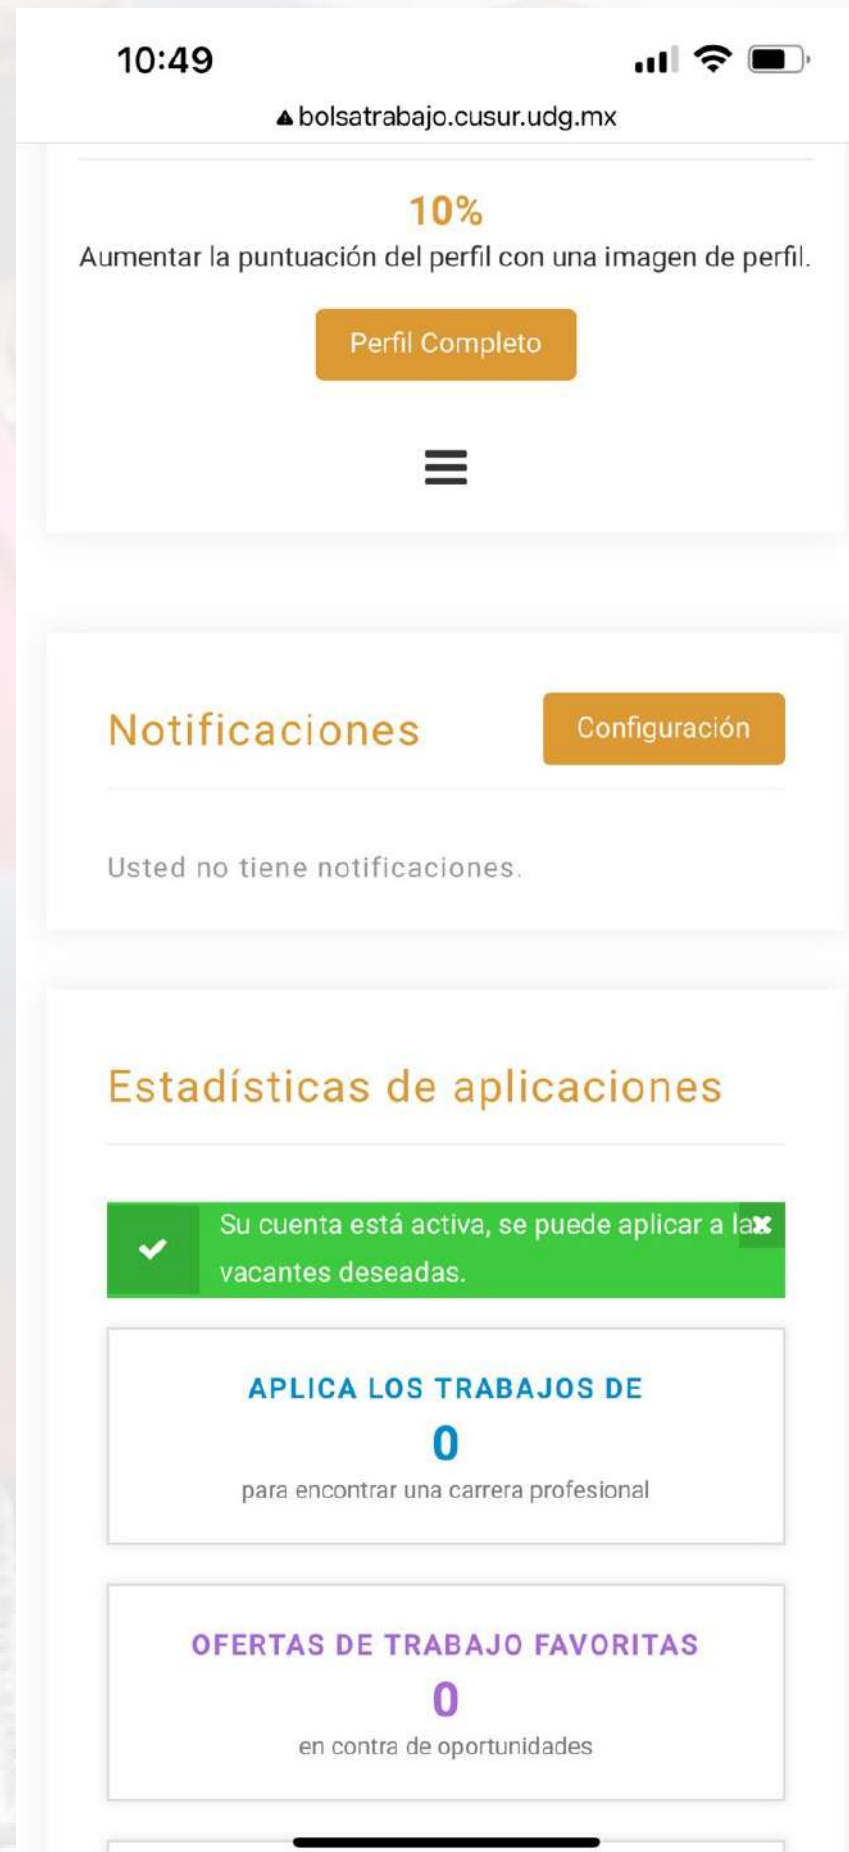 10:49
bolsatrabajo.cusur.udg.mx
10%
Aumentar la puntuación del perfil con una imagen de perfil.
Perfil Completo
Notificaciones
Configuración
Usted no tiene notificaciones.
Estadísticas de aplicaciones
Su cuenta está activa, se puede aplicar a las
vacantes deseadas.
APLICA LOS TRABAJOS DE
0
para encontrar una carrera profesional
OFERTAS DE TRABAJO FAVORITAS
0
en contra de oportunidades